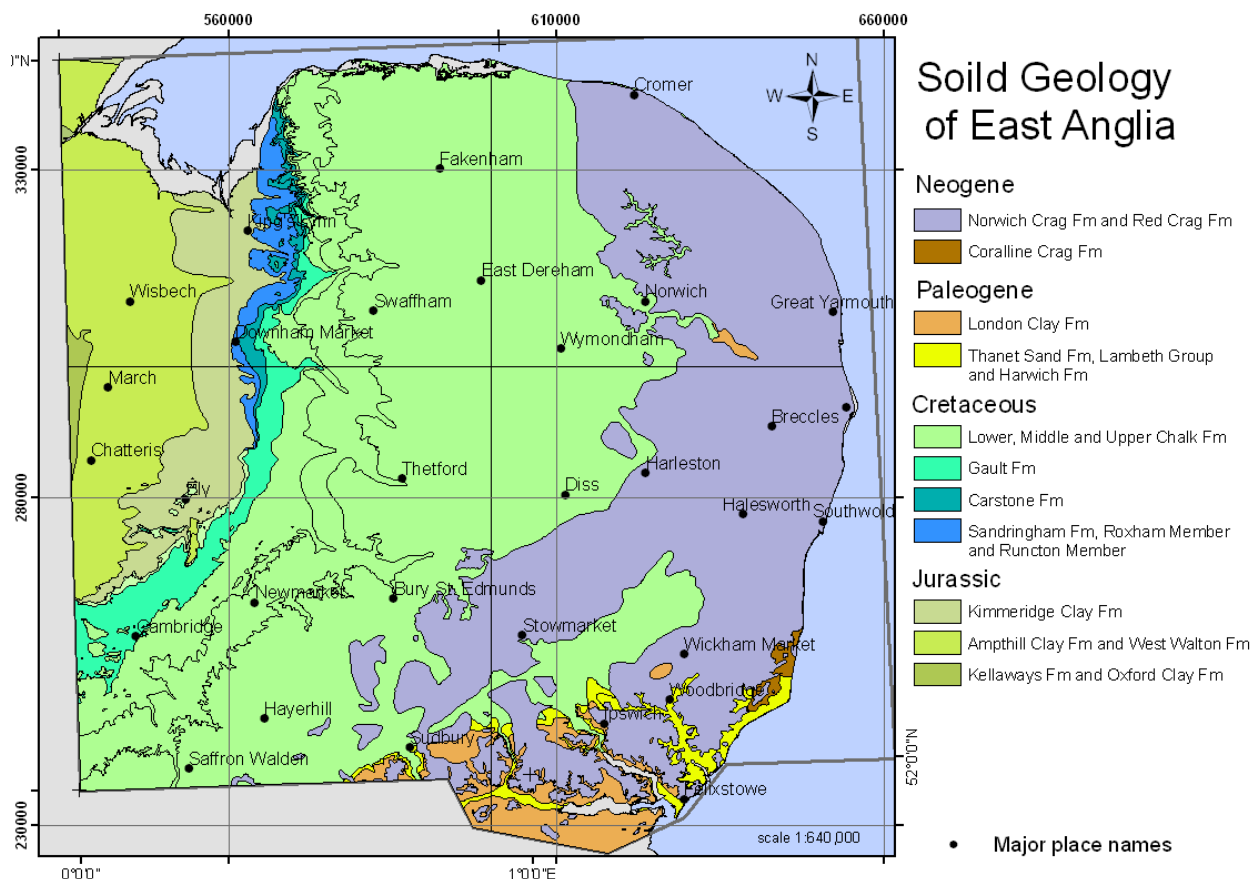 560000
610000
660000
0°N
330000
280000
230000
N
W
E
S
Cromer
Fakenham
King's Lynn
East Dereham
Wisbech
Swaffham
Norwich
Great Yarmouth
Downham Market
Wymondham
March
Breccles
Chatteris
Thetford
Harleston
Ely
Diss
Halesworth
Southwold
Newmarket
Bury St. Edmunds
Cambridge
Stowmarket
Wickham Market
Woodbridge
Hayerhill
Ipswich
Sudbury
Saffron Walden
Felixstowe
52°0'0"N
scale 1:640,000
0°0'0"
1°0'0"E
Soild Geology
of East Anglia
Neogene
Norwich Crag Fm and Red Crag Fm
Coralline Crag Fm
Paleogene
London Clay Fm
Thanet Sand Fm, Lambeth Group
and Harwich Fm
Cretaceous
Lower, Middle and Upper Chalk Fm
Gault Fm
Carstone Fm
Sandringham Fm, Roxham Member
and Runcton Member
Jurassic
Kimmeridge Clay Fm
Ampthill Clay Fm and West Walton Fm
Kellaways Fm and Oxford Clay Fm
Major place names